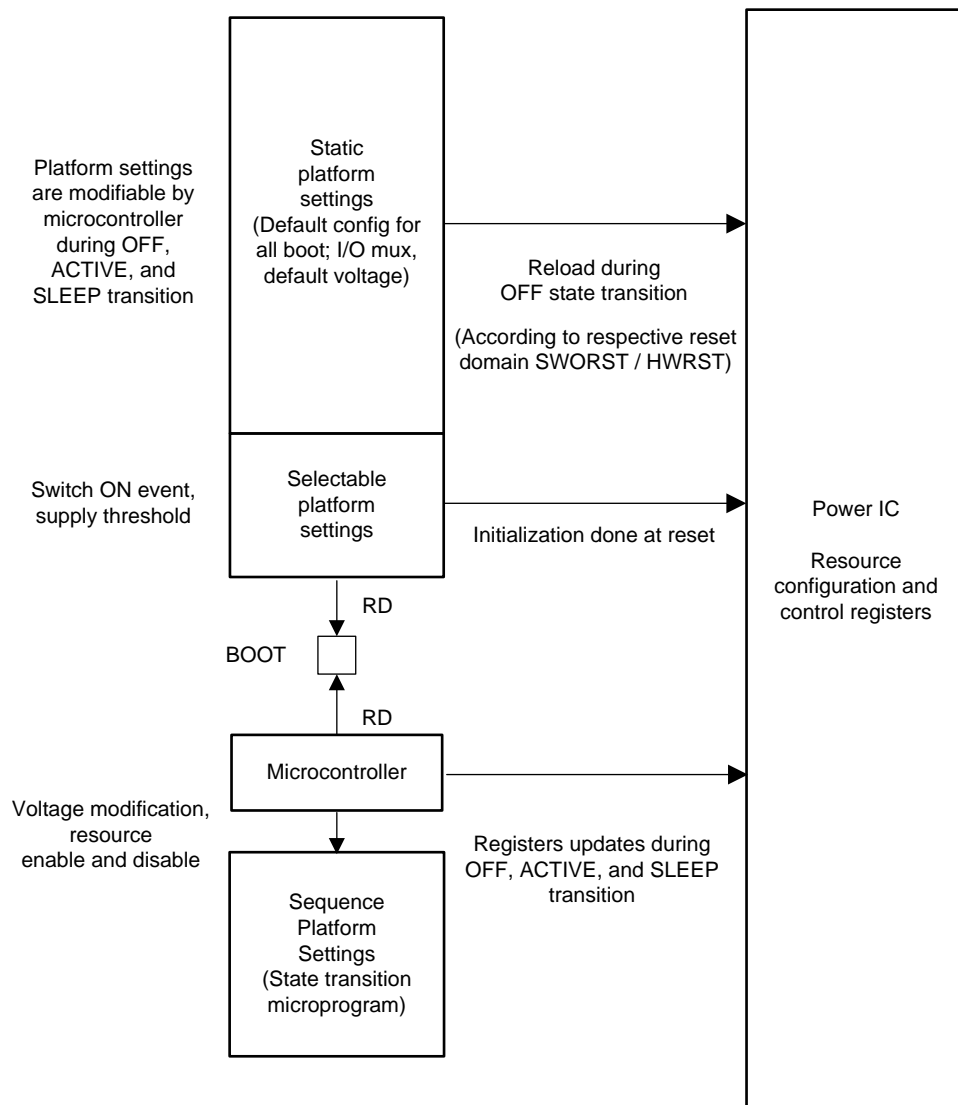 Platform settings
are modifiable by
microcontroller
during OFF,
ACTIVE, and
SLEEP transition
Static
platform
settings
(Default config for
all boot; I/O mux,
default voltage)
Reload during
OFF state transition
(According to respective reset
domain SWORST / HWRST)
Switch ON event,
supply threshold
Selectable
platform
settings
Initialization done at reset
Power IC
Resource
configuration and
control registers
RD
BOOT
RD
Microcontroller
Voltage modification,
resource
enable and disable
Registers updates during
OFF, ACTIVE, and SLEEP
transition
Sequence
Platform
Settings
(State transition
microprogram)